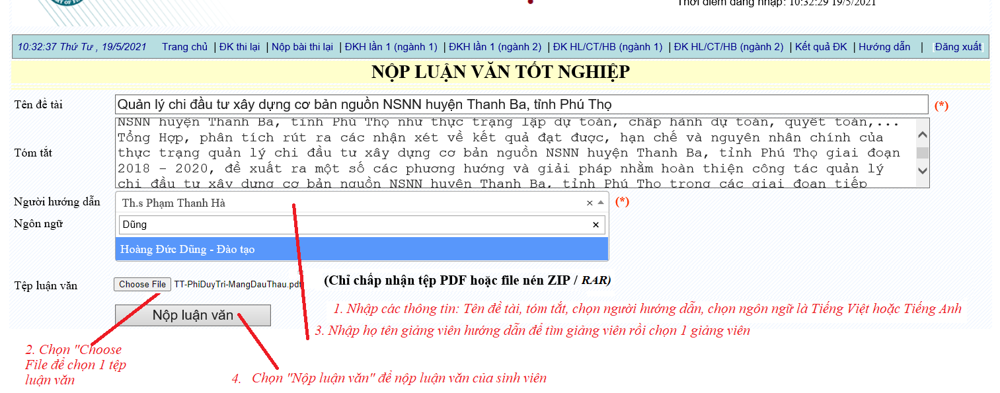 Thời điểm đăng nhập: 10:32:29 19/5/2021
10:32:37 Thứ Tư , 19/5/2021 Trang chủ | ĐK thi lại | Nộp bài thi lại | ĐKH lần 1 (ngành 1) | ĐKH lần 1 (ngành 2) | ĐK HL/CT/HB (ngành 1) | ĐK HL/CT/HB (ngành 2) | Kết quả ĐK | Hướng dẫn | [Đăng xuất]
NỘP LUẬN VĂN TỐT NGHIỆP
Tên đề tài Quản lý chi đầu tư xây dựng cơ bản nguồn NSNN huyện Thanh Ba, tỉnh Phú Thọ (*)
NSNN huyện Thanh Ba, tỉnh Phú Thọ như thực trạng lập dự toán, chấp hành dự toán, quyết toán,...
Tổng Hợp, phân tích rút ra các nhận xét về kết quả đạt được, hạn chế và nguyên nhân chính của
Tóm tắt thực trạng quản lý chi đầu tư xây dựng cơ bản nguồn NSNN huyện Thanh Ba, tỉnh Phú Thọ giai đoạn
2018 – 2020, đề xuất ra một số các phương hướng và giải pháp nhằm hoàn thiện công tác quản lý
chi đầu tư xây dựng cơ bản nguồn NSNN huyện Thanh Ba, tỉnh Phú Thọ trong các giai đoạn tiếp
Người hướng dẫn Th.s Phạm Thanh Hà × (*)
Ngôn ngữ Dũng ×
Hoàng Đức Dũng - Đào tạo
Tệp luận văn Choose File TT-PhiDuyTri-MangDauThau.pdf (Chỉ chấp nhận tệp PDF hoặc file nén ZIP / RAR)
1. Nhập các thông tin: Tên đề tài, tóm tắt, chọn người hướng dẫn, chọn ngôn ngữ là Tiếng Việt hoặc Tiếng Anh
Nộp luận văn
3. Nhập họ tên giảng viên hướng dẫn để tìm giảng viên rồi chọn 1 giảng viên
2. Chọn "Choose
File để chọn 1 tệp
luận văn
4. Chọn "Nộp luận văn" để nộp luận văn của sinh viên